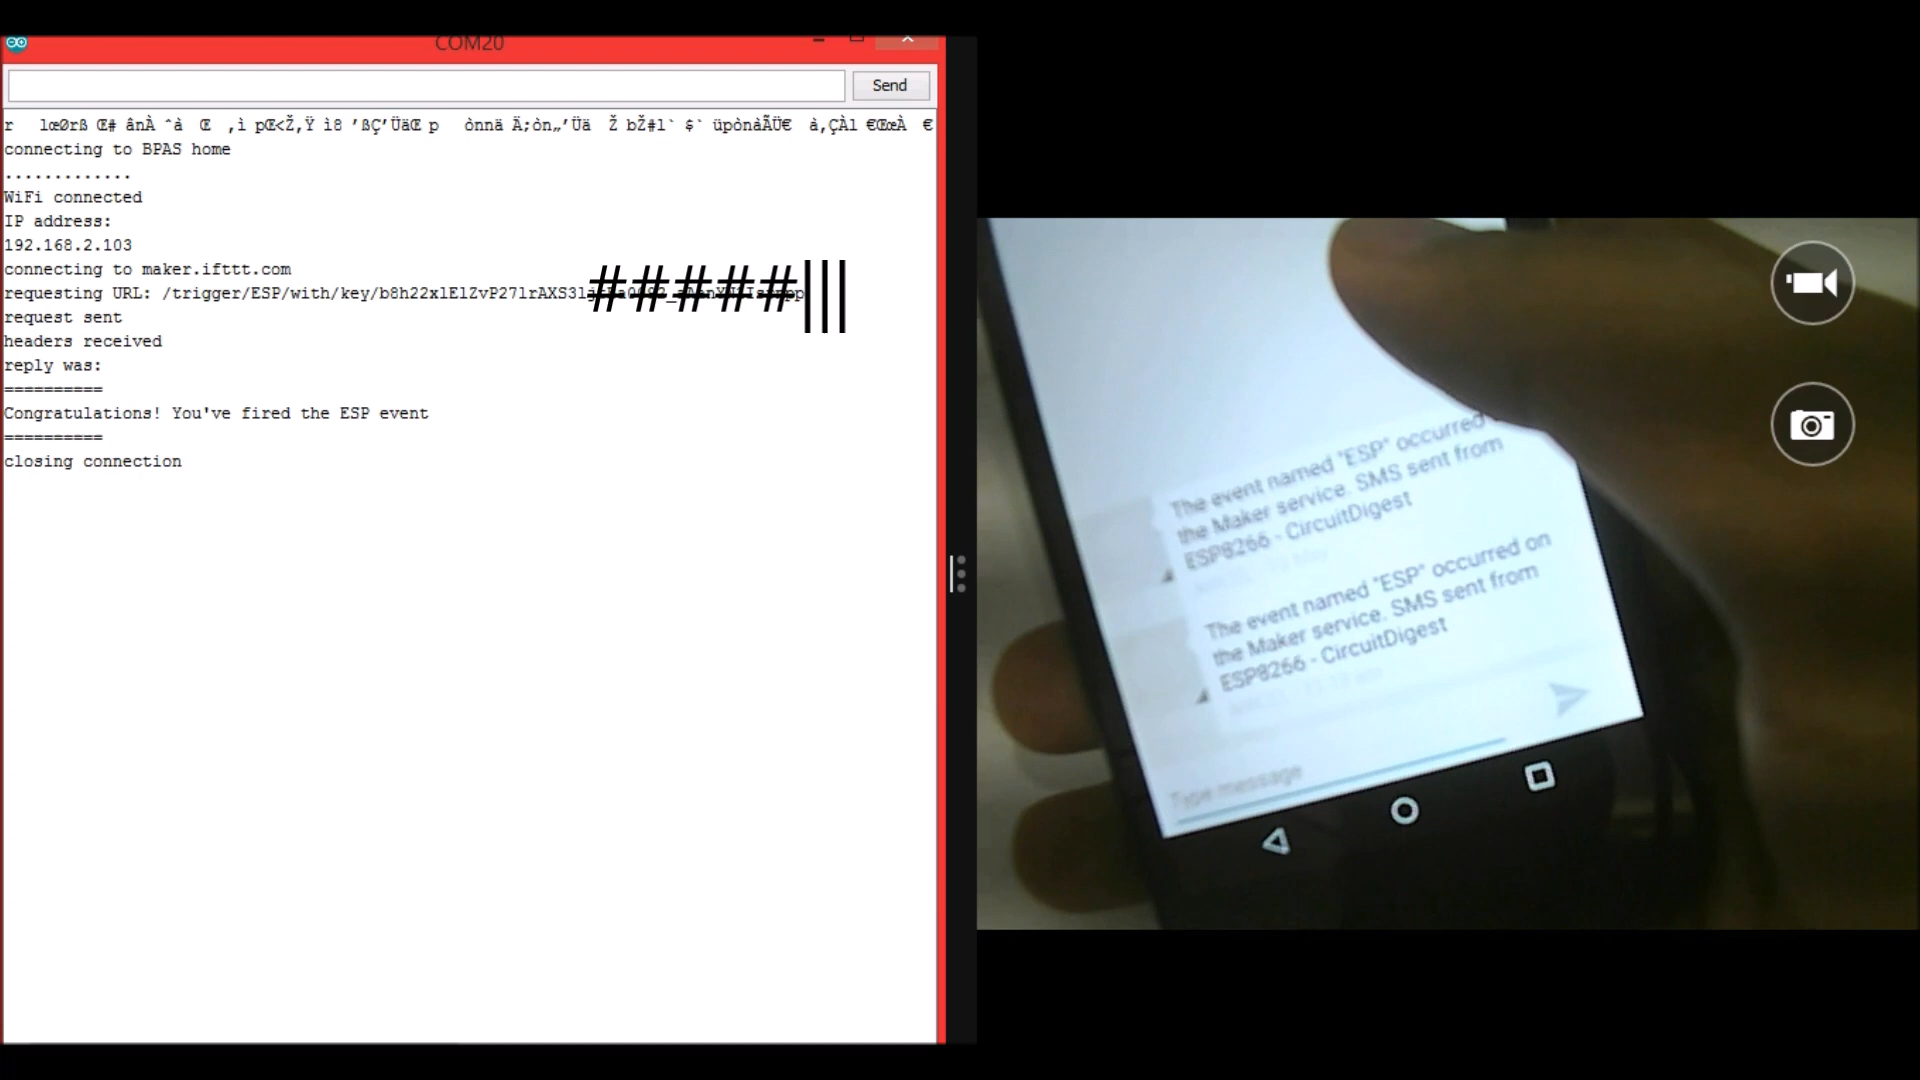 COM20
Send
connecting to BPAS home
.............
WiFi connected
IP address:
192.168.2.103
connecting to maker.ifttt.com
requesting URL: /trigger/ESP/with/key/
#####|||
request sent
headers received
reply was:
==========
Congratulations! You've fired the ESP event
==========
closing connection
The event named "ESP" occurred
the Maker service. SMS sent from
ESP8266 - CircuitDigest
The event named "ESP" occurred on
the Maker service. SMS sent from
ESP8266 - CircuitDigest
Type message